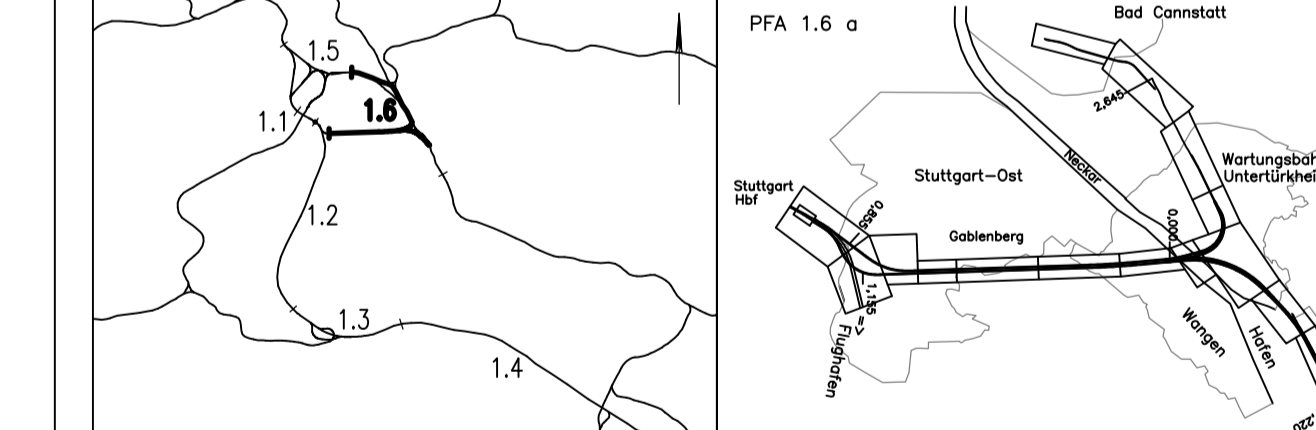 1.5
1.6
1.1
1.2
1.3
1.4
PFA 1.6 a
Bad Cannstatt
2,645
Neckar
Wartungsbah
Untertürkhei
Stuttgart-Ost
Stuttgart
Hbf
0,855
0,000
Gablenberg
1,155
=>
Flughafen
Wangen
Hafen